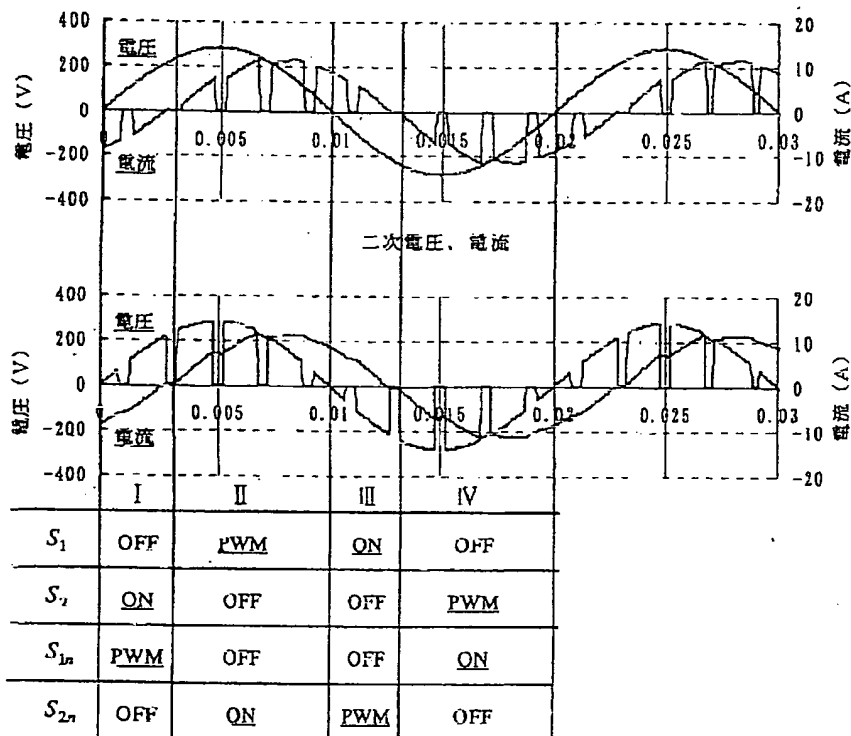 400 20
電圧
200 10
0 0
0 0.005 0.01 0.015 0.02 0.025 0.03
-200 -10
電流
-400 -20
電圧 (V)
電流 (A)
二次電圧、電流
400 20
電圧
200 10
0 0
0 0.005 0.01 0.015 0.02 0.025 0.03
-200 -10
電流
-400 -20
電圧 (V)
電流 (A)
I II III IV
S1 OFF PWM ON OFF
S2 ON OFF OFF PWM
S1n PWM OFF OFF ON
S2n OFF ON PWM OFF